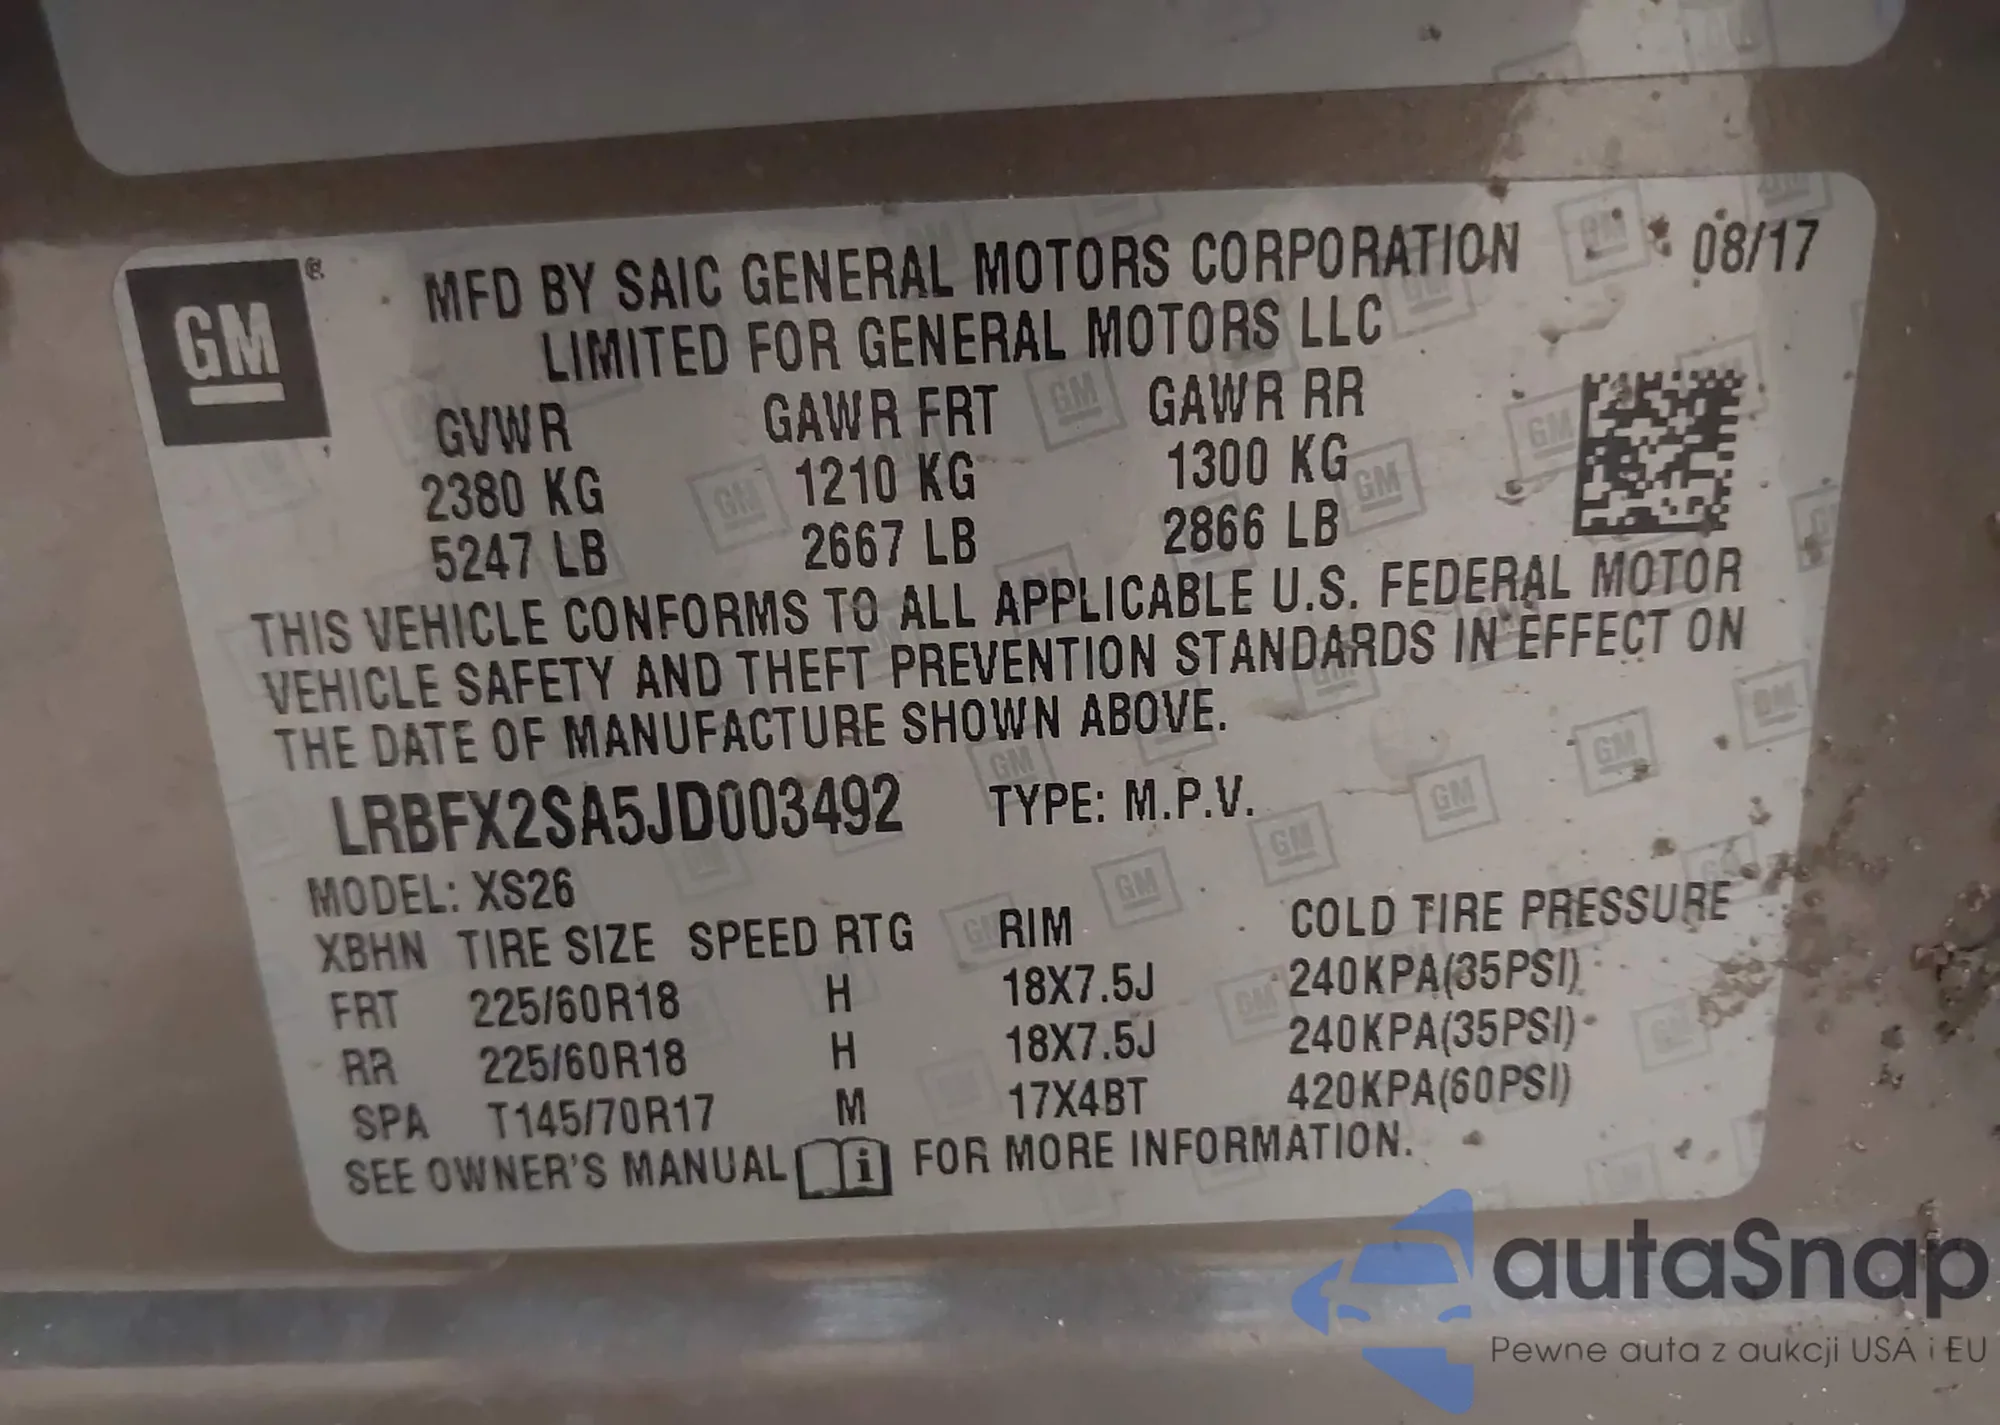 GM ®
MFD BY SAIC GENERAL MOTORS CORPORATION 08/17
LIMITED FOR GENERAL MOTORS LLC
GVWR GAWR FRT GAWR RR
2380 KG 1210 KG 1300 KG
5247 LB 2667 LB 2866 LB
THIS VEHICLE CONFORMS TO ALL APPLICABLE U.S. FEDERAL MOTOR
VEHICLE SAFETY AND THEFT PREVENTION STANDARDS IN EFFECT ON
THE DATE OF MANUFACTURE SHOWN ABOVE.
LRBFX2SA5JD003492 TYPE: M.P.V.
MODEL: XS26
XBHN TIRE SIZE SPEED RTG RIM COLD TIRE PRESSURE
FRT 225/60R18 H 18X7.5J 240KPA(35PSI)
RR 225/60R18 H 18X7.5J 240KPA(35PSI)
SPA T145/70R17 M 17X4BT 420KPA(60PSI)
SEE OWNER'S MANUAL i FOR MORE INFORMATION.
autaSnap
Pewne auta z aukcji USA i EU